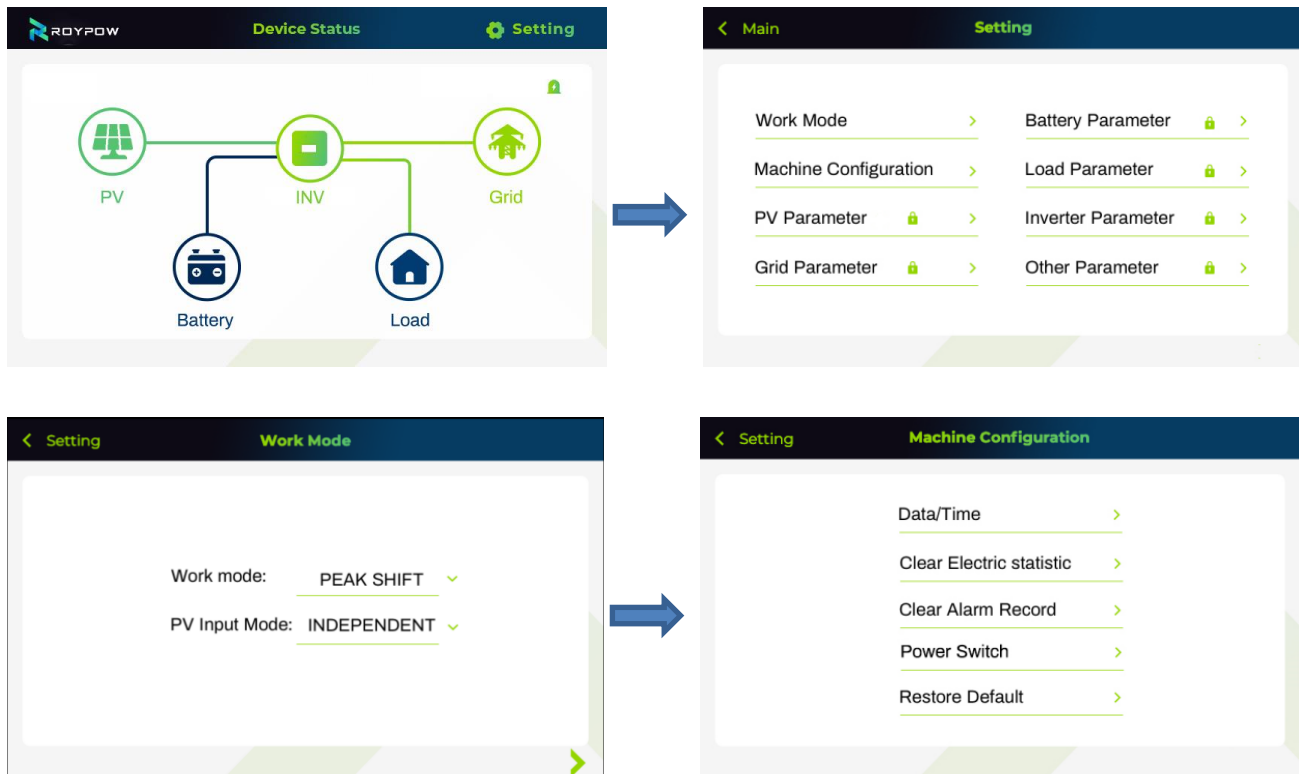 ROYPOW Device Status Setting
PV INV Grid
Battery Load
Main Setting
Work Mode Battery Parameter
Machine Configuration Load Parameter
PV Parameter Inverter Parameter
Grid Parameter Other Parameter
Setting Work Mode
Work mode: PEAK SHIFT
PV Input Mode: INDEPENDENT
Setting Machine Configuration
Data/Time
Clear Electric statistic
Clear Alarm Record
Power Switch
Restore Default